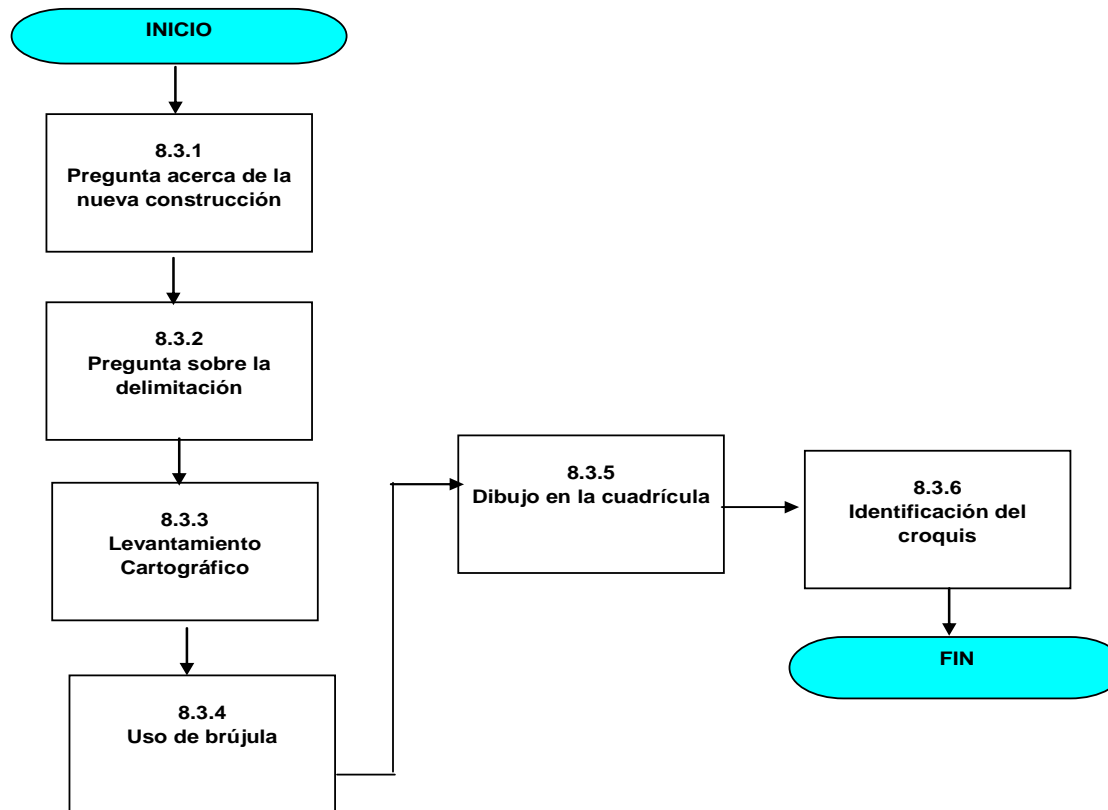 INICIO
8.3.1
Pregunta acerca de la
nueva construcción
8.3.2
Pregunta sobre la
delimitación
8.3.3
Levantamiento
Cartográfico
8.3.4
Uso de brújula
8.3.5
Dibujo en la cuadrícula
8.3.6
Identificación del
croquis
FIN